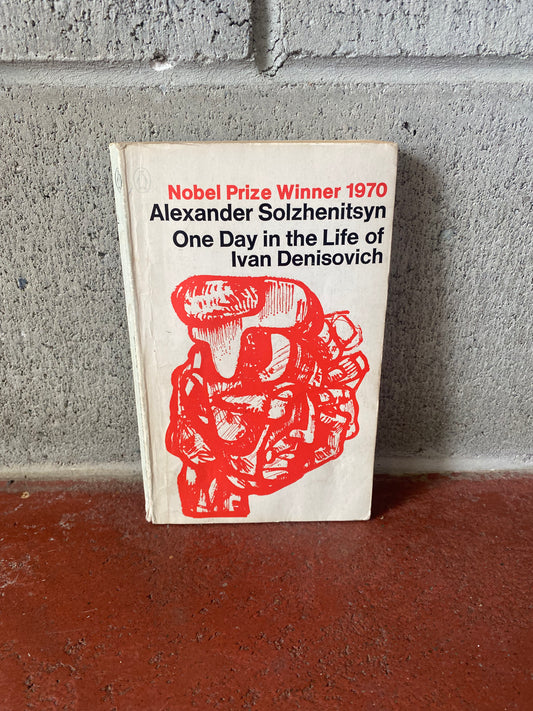 Nobel Prize Winner 1970
Alexander Solzhenitsyn
One Day in the Life of
Ivan Denisovich